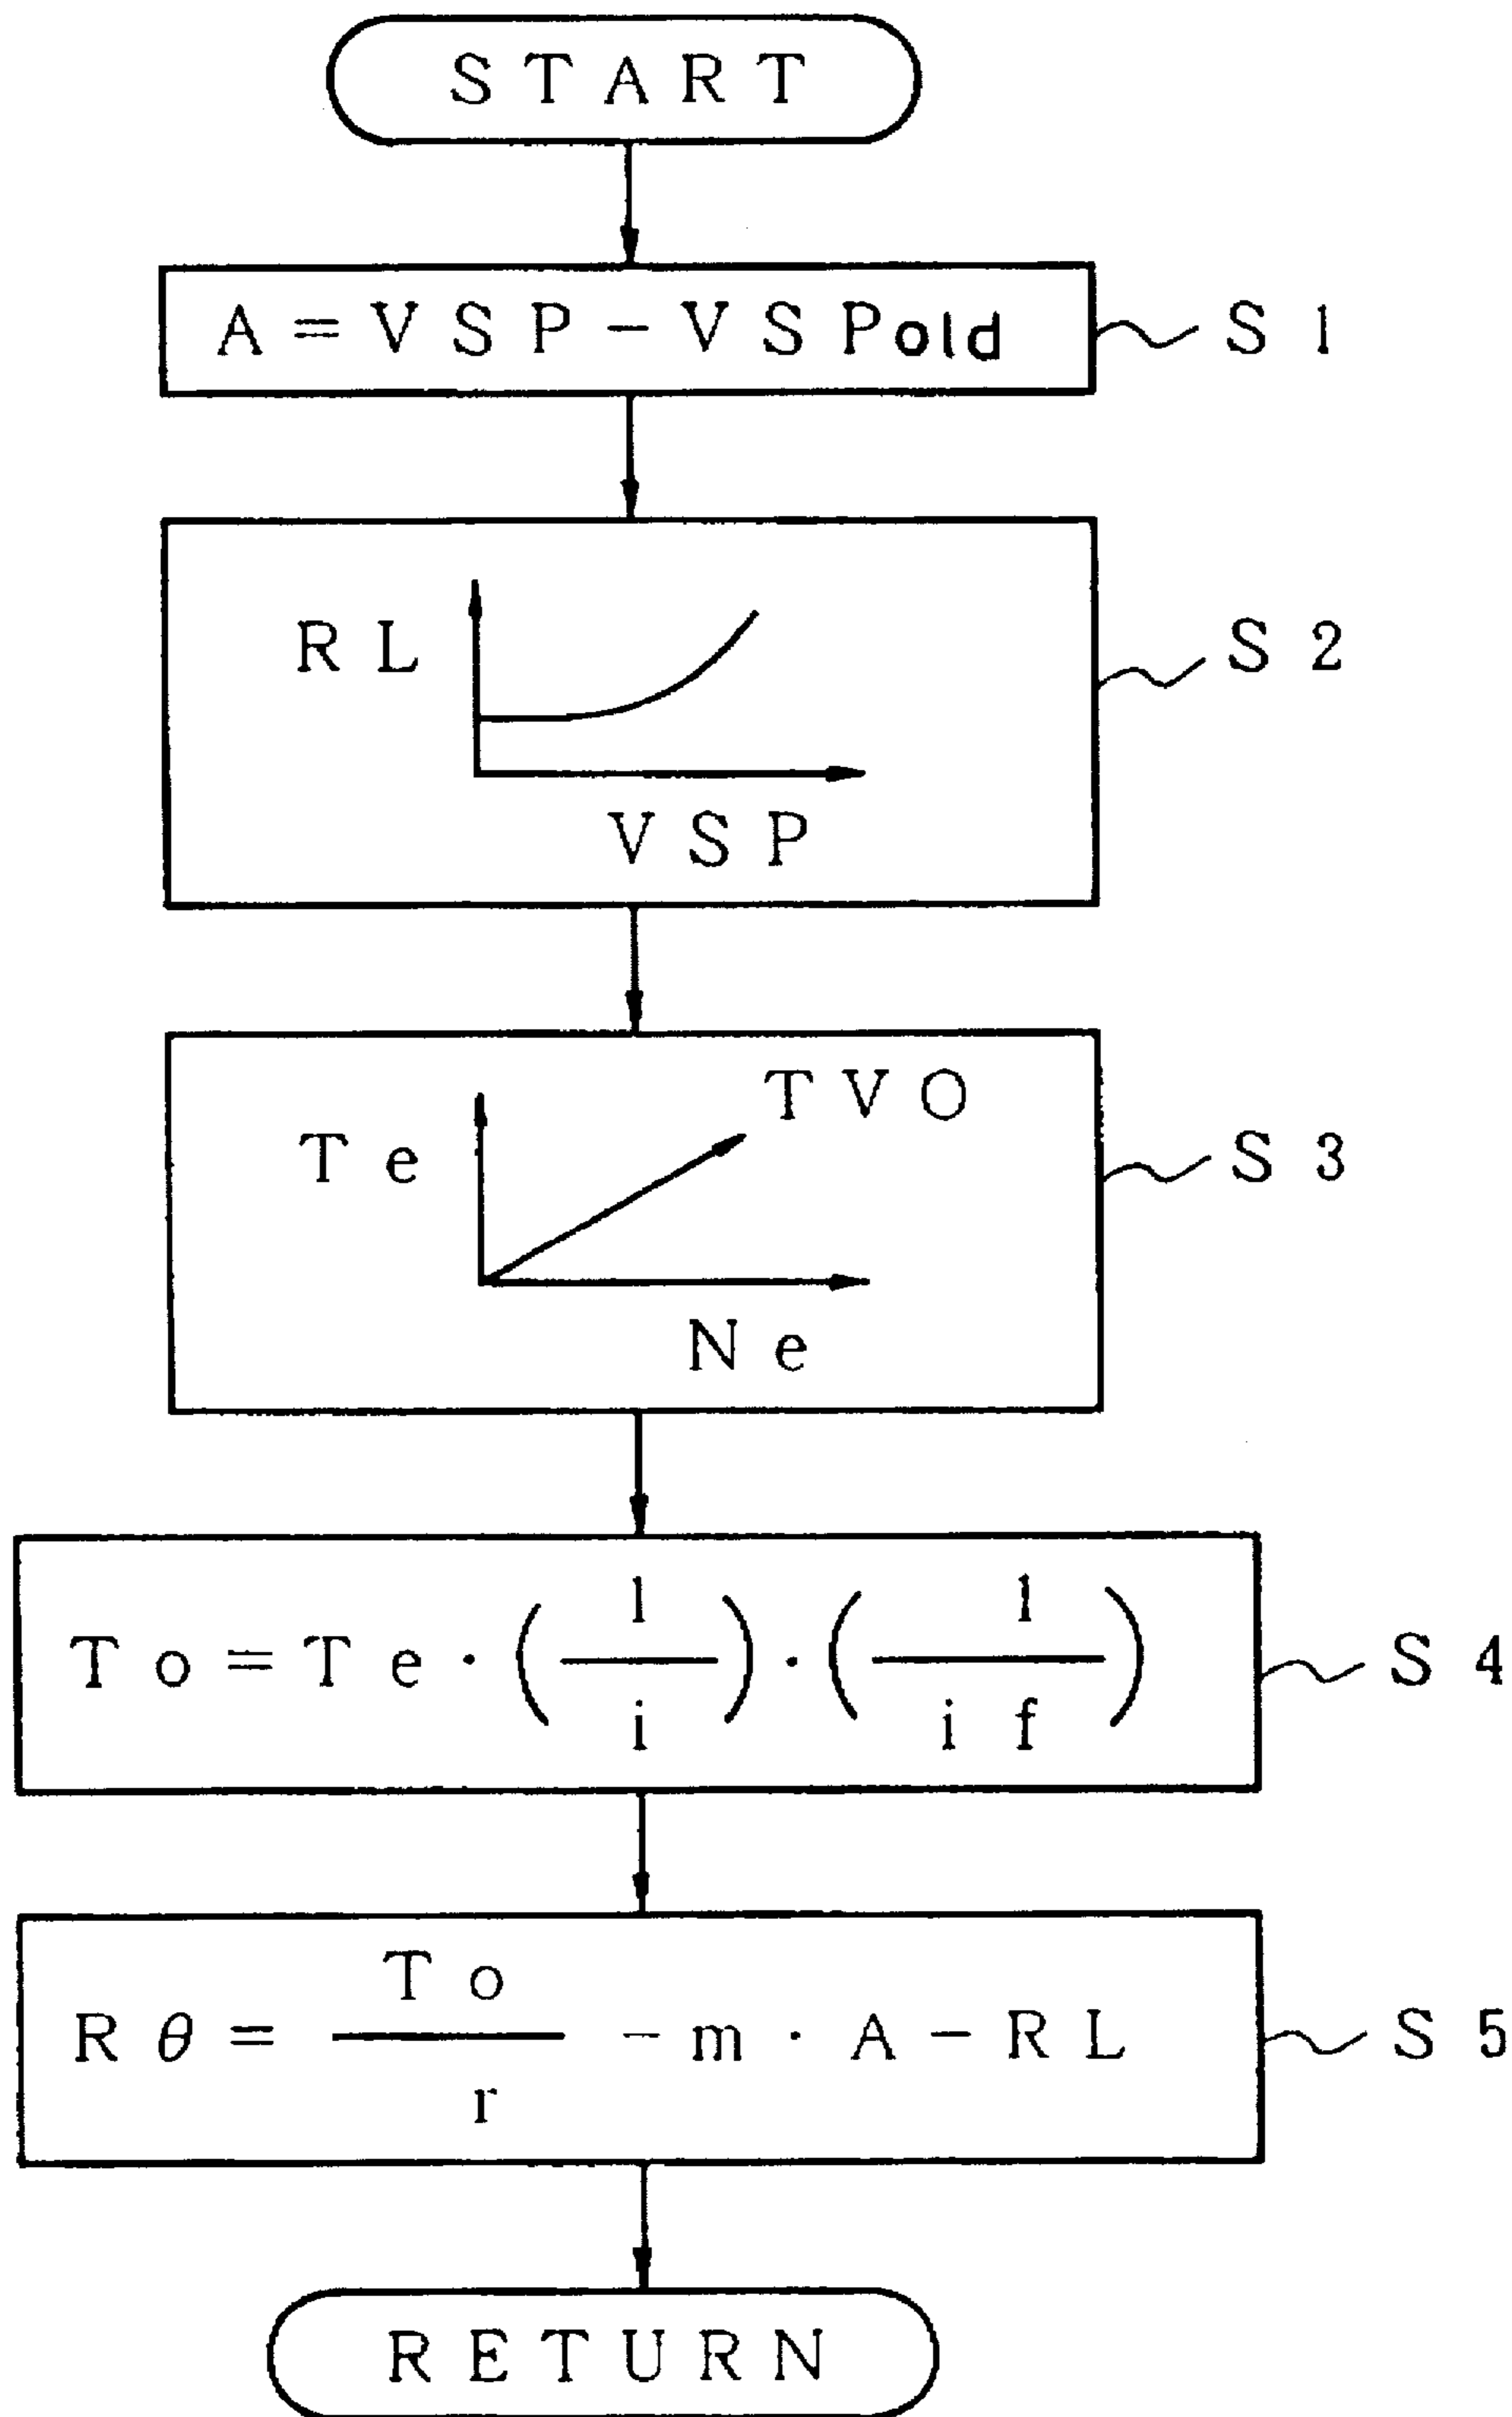 START
A=VSP-VSPold
S1
RL
VSP
S2
TVO
Te
Ne
S3
To=Te·(1/i)·(1/if)
S4
Rθ=To/r-m·A-RL
S5
RETURN